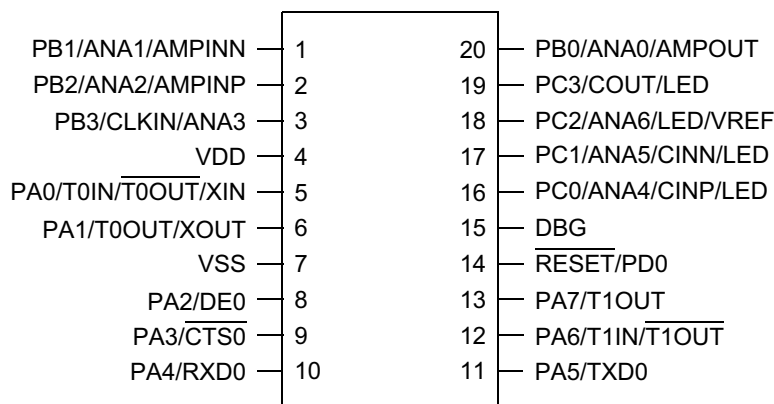 PB1/ANA1/AMPINN 1 20 PB0/ANA0/AMPOUT
PB2/ANA2/AMPINP 2 19 PC3/COUT/LED
PB3/CLKIN/ANA3 3 18 PC2/ANA6/LED/VREF
VDD 4 17 PC1/ANA5/CINN/LED
PA0/T0IN/T0OUT/XIN 5 16 PC0/ANA4/CINP/LED
PA1/T0OUT/XOUT 6 15 DBG
VSS 7 14 RESET/PD0
PA2/DE0 8 13 PA7/T1OUT
PA3/CTS0 9 12 PA6/T1IN/T1OUT
PA4/RXD0 10 11 PA5/TXD0